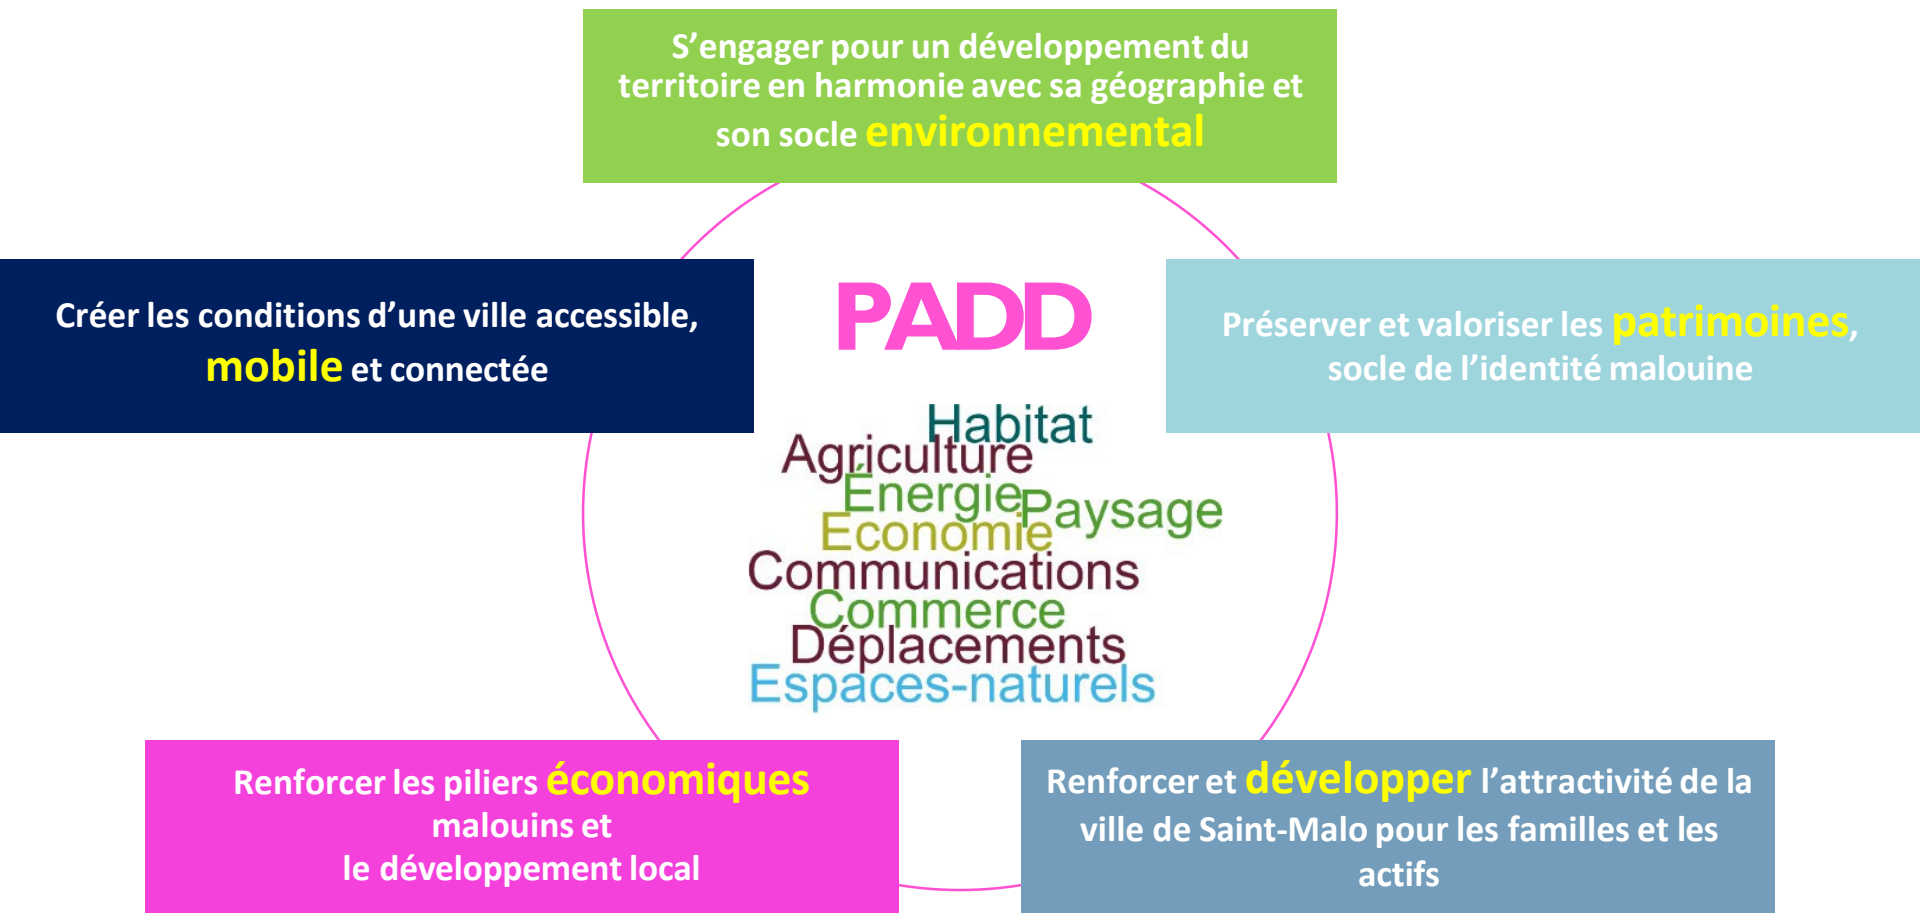 S’engager pour un développement du
territoire en harmonie avec sa géographie et
son socle environnemental
Créer les conditions d’une ville accessible,
mobile et connectée
PADD
Préserver et valoriser les patrimoines,
socle de l’identité malouine
Habitat
Agriculture
Énergie
Paysage
Economie
Communications
Commerce
Déplacements
Espaces-naturels
Renforcer les piliers économiques
malouins et
le développement local
Renforcer et développer l’attractivité de la
ville de Saint-Malo pour les familles et les
actifs